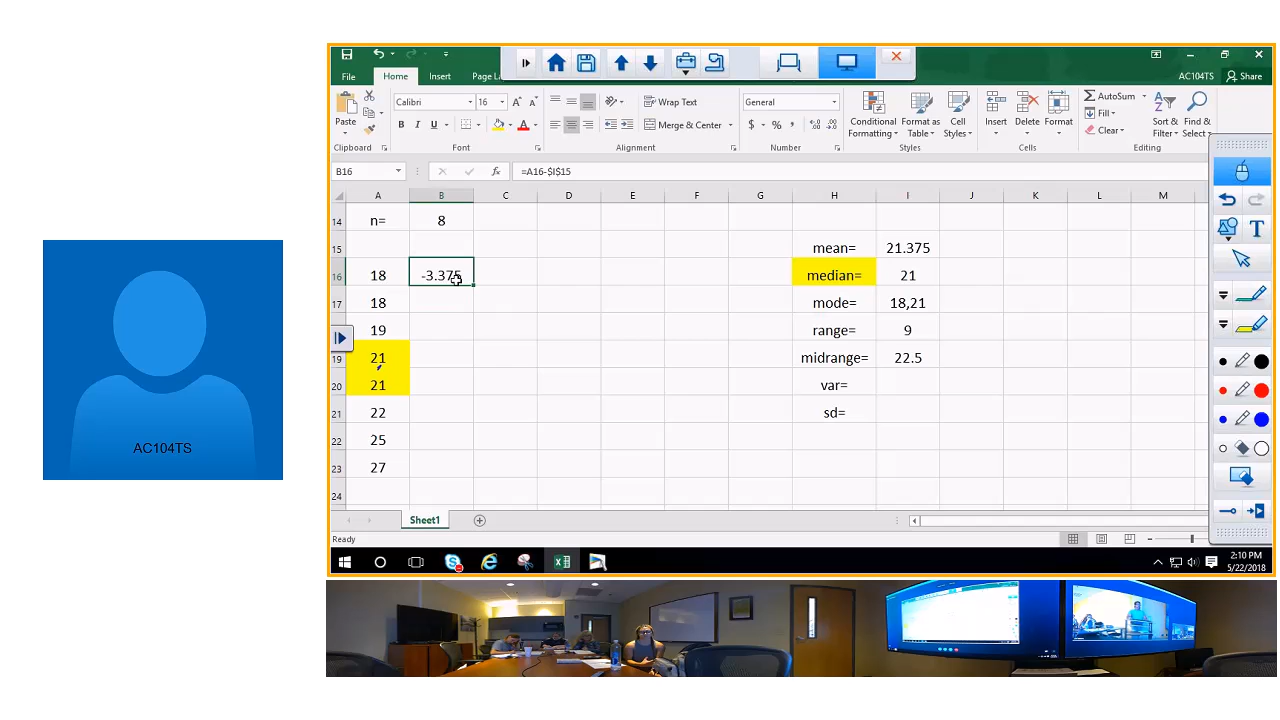 AC104TS
File Home Insert Page La
AC104TS Share
Paste
Calibri 16 A A
B I U A
Wrap Text
Merge & Center
General
$ % ,
Conditional Formatting
Format as Table
Cell Styles
Insert Delete Format
AutoSum
Fill
Clear
Sort & Filter
Find & Select
Clipboard Font Alignment Number Styles Cells Editing
B16 fx =A16-$I$15
A B C D E F G H I J K L M
14 n= 8
15 mean= 21.375
16 18 -3.375 median= 21
17 18 mode= 18,21
19 range= 9
19 21 midrange= 22.5
20 21 var=
21 22 sd=
22 25
23 27
24
Sheet1
Ready
T
2:10 PM
5/22/2018